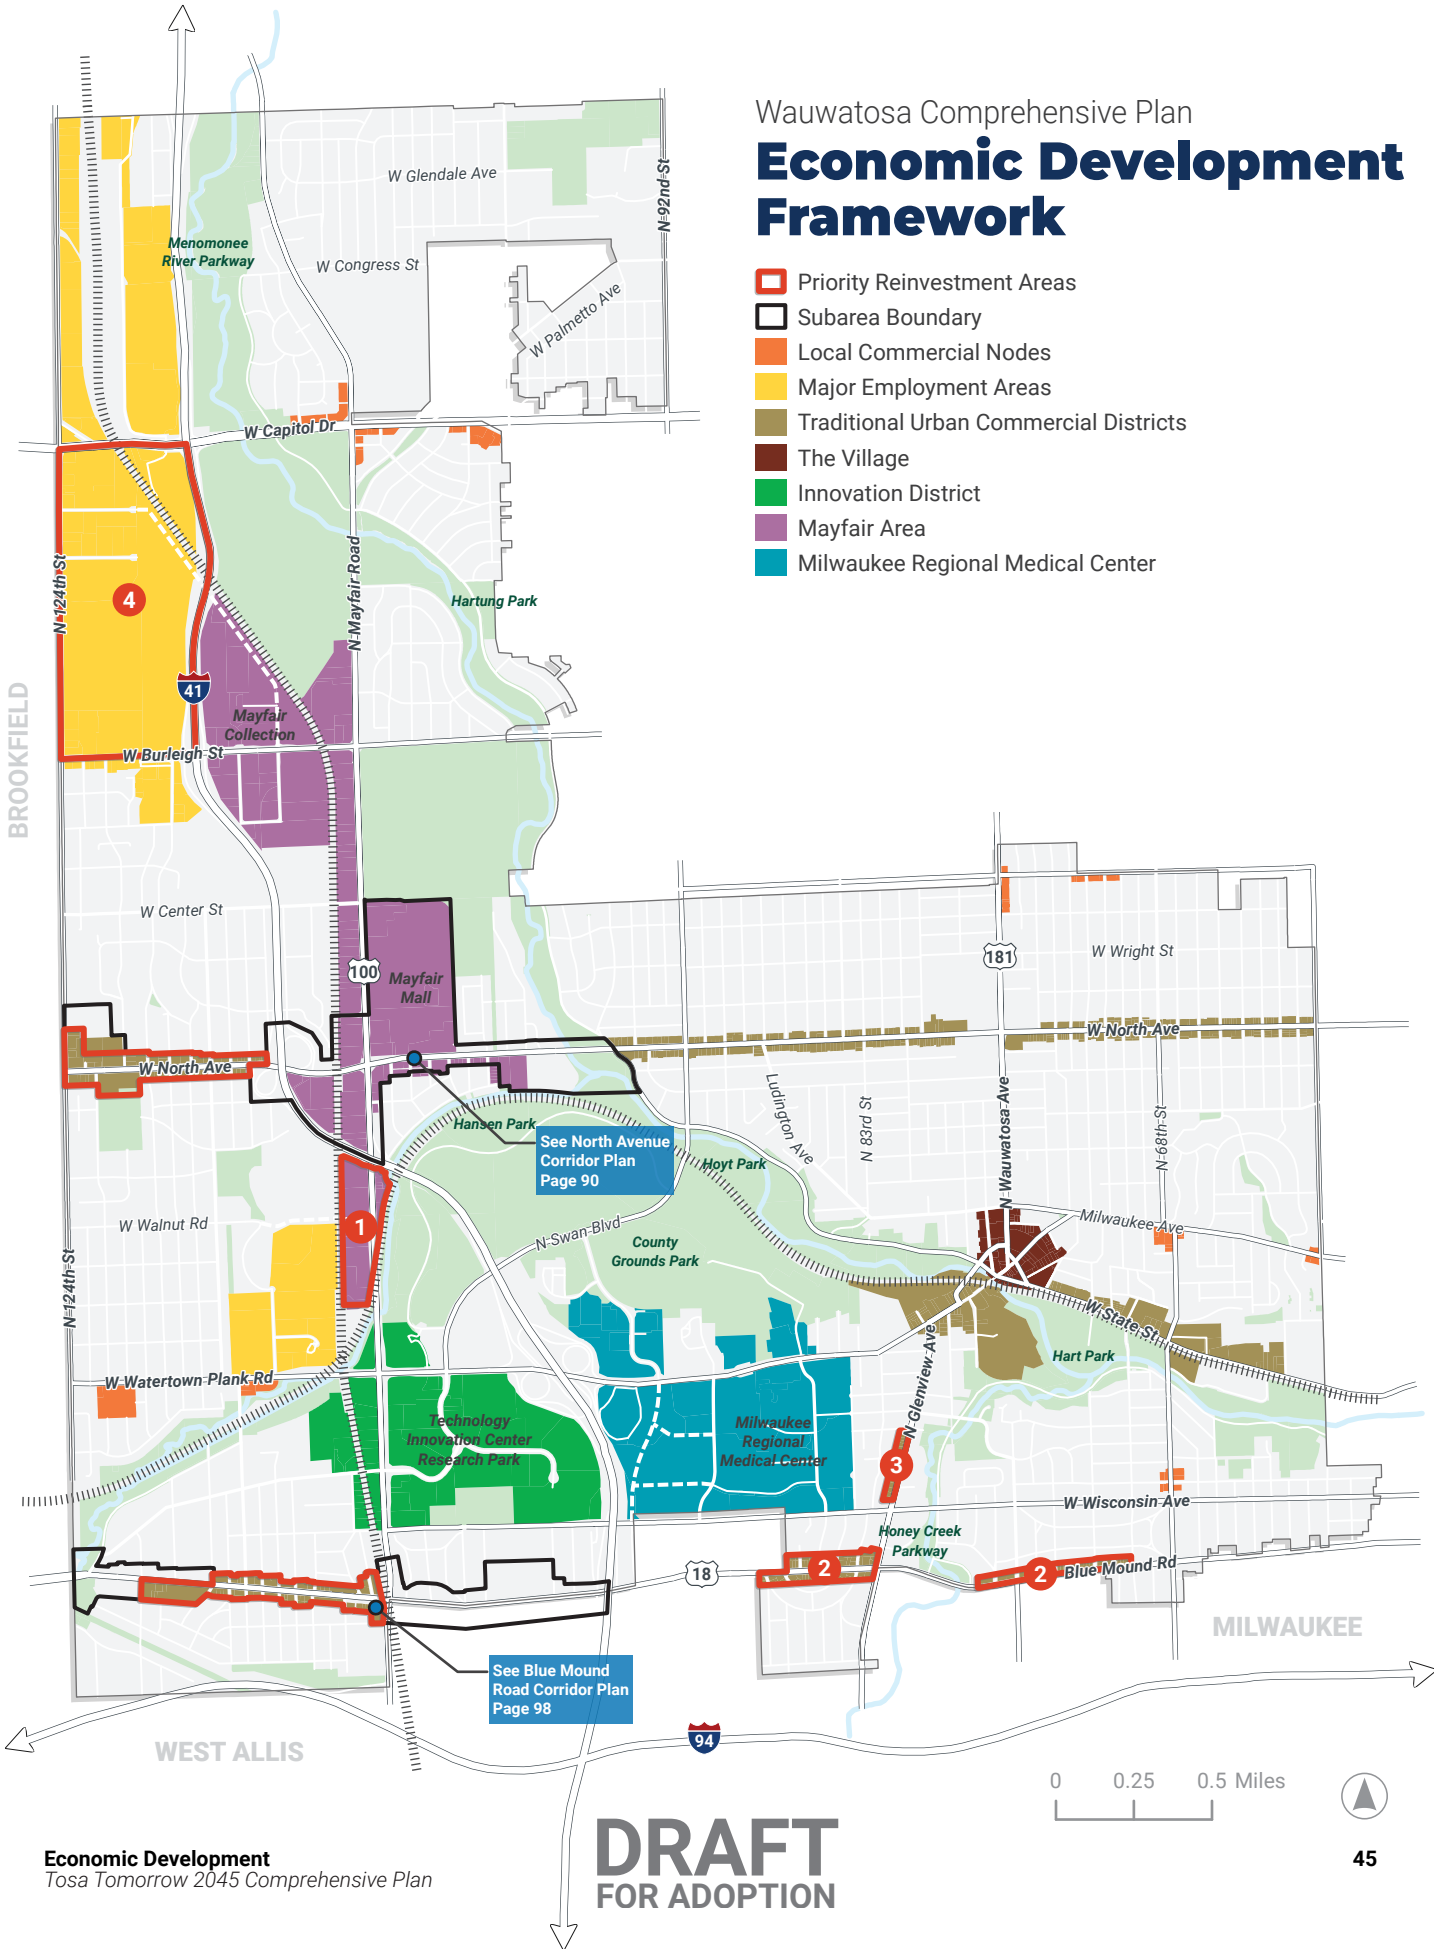 Wauwatosa Comprehensive Plan
Economic Development
Framework
Priority Reinvestment Areas
Subarea Boundary
Local Commercial Nodes
Major Employment Areas
Traditional Urban Commercial Districts
The Village
Innovation District
Mayfair Area
Milwaukee Regional Medical Center
W Glendale Ave
N 92nd St
Menomonee
River Parkway
W Congress St
W Palmetto Ave
W Capitol Dr
N 124th St
4
N Mayfair Road
Hartung Park
41
BROOKFIELD
Mayfair
Collection
W Burleigh St
W Center St
100
Mayfair
Mall
181
W Wright St
W North Ave
W North Ave
Ludington Ave
N 83rd St
N Wauwatosa Ave
N 68th St
Hansen Park
See North Avenue
Corridor Plan
Page 90
Hoyt Park
1
W Walnut Rd
N Swan Blvd
County
Grounds Park
Milwaukee Ave
N 124th St
W State St
Hart Park
N Glenview Ave
W Watertown Plank Rd
Technology
Innovation Center
Research Park
Milwaukee
Regional
Medical Center
3
W Wisconsin Ave
Honey Creek
Parkway
18
2
2
Blue Mound Rd
MILWAUKEE
See Blue Mound
Road Corridor Plan
Page 98
94
WEST ALLIS
0 0.25 0.5 Miles
DRAFT
FOR ADOPTION
Economic Development
Tosa Tomorrow 2045 Comprehensive Plan
45